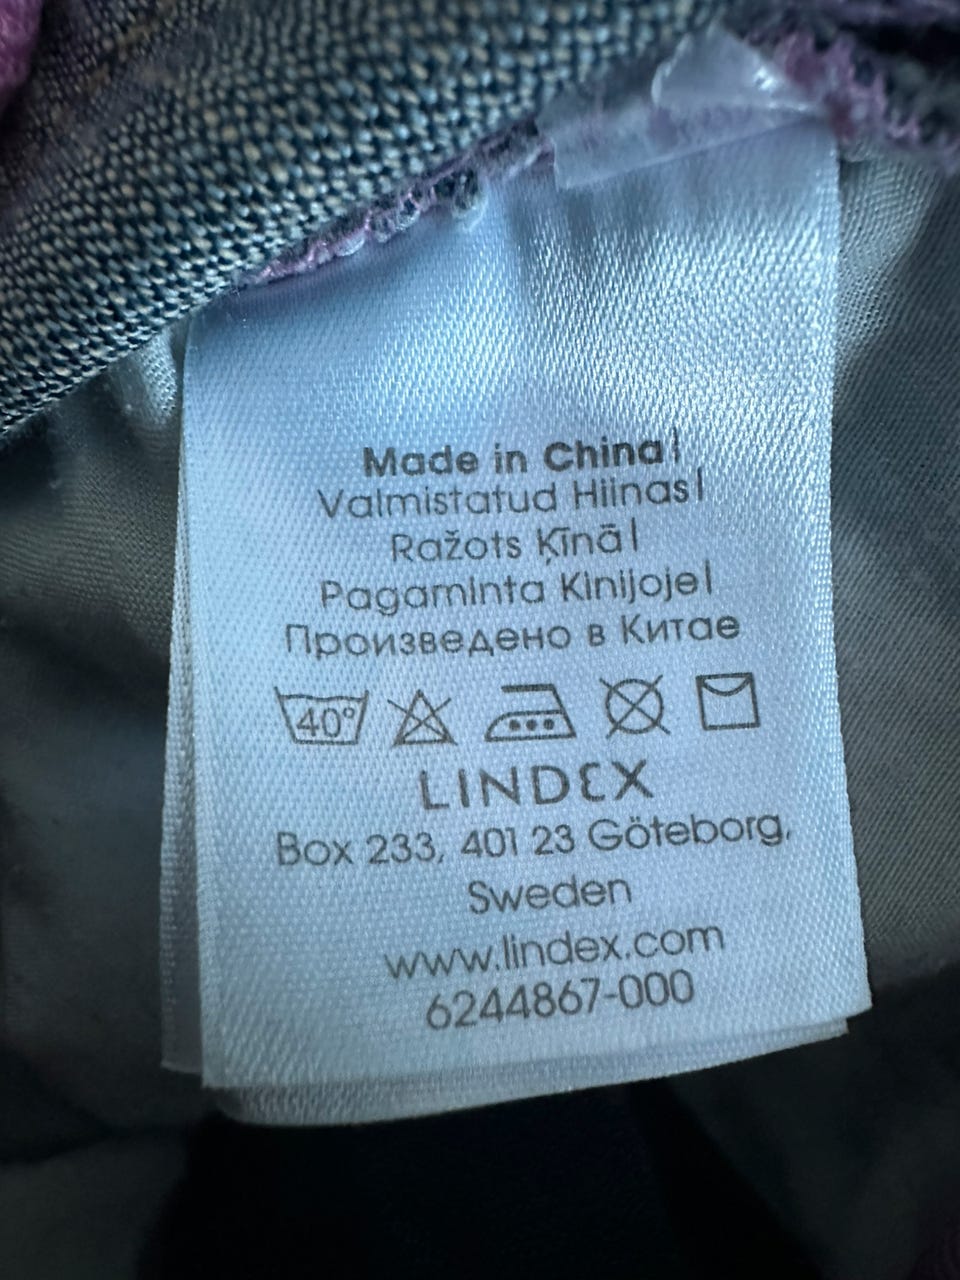 Made in China|
Valmistatud Hiinas|
Ražots Ķīnā|
Pagaminta Kinijoje|
Произведено в Китае
40°
LINDEX
Box 233, 401 23 Göteborg,
Sweden
www.lindex.com
6244867-000